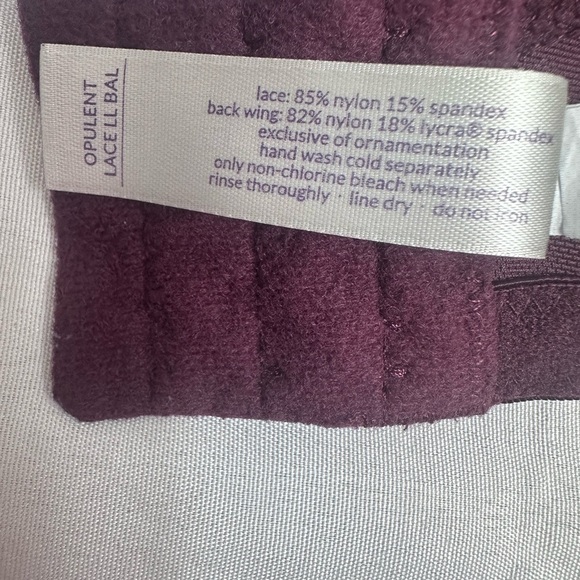 OPULENT
LACE LL BAL
lace: 85% nylon 15% spandex
back wing: 82% nylon 18% lycra® spandex
exclusive of ornamentation
hand wash cold separately
only non-chlorine bleach when needed
rinse thoroughly · line dry · do not iron